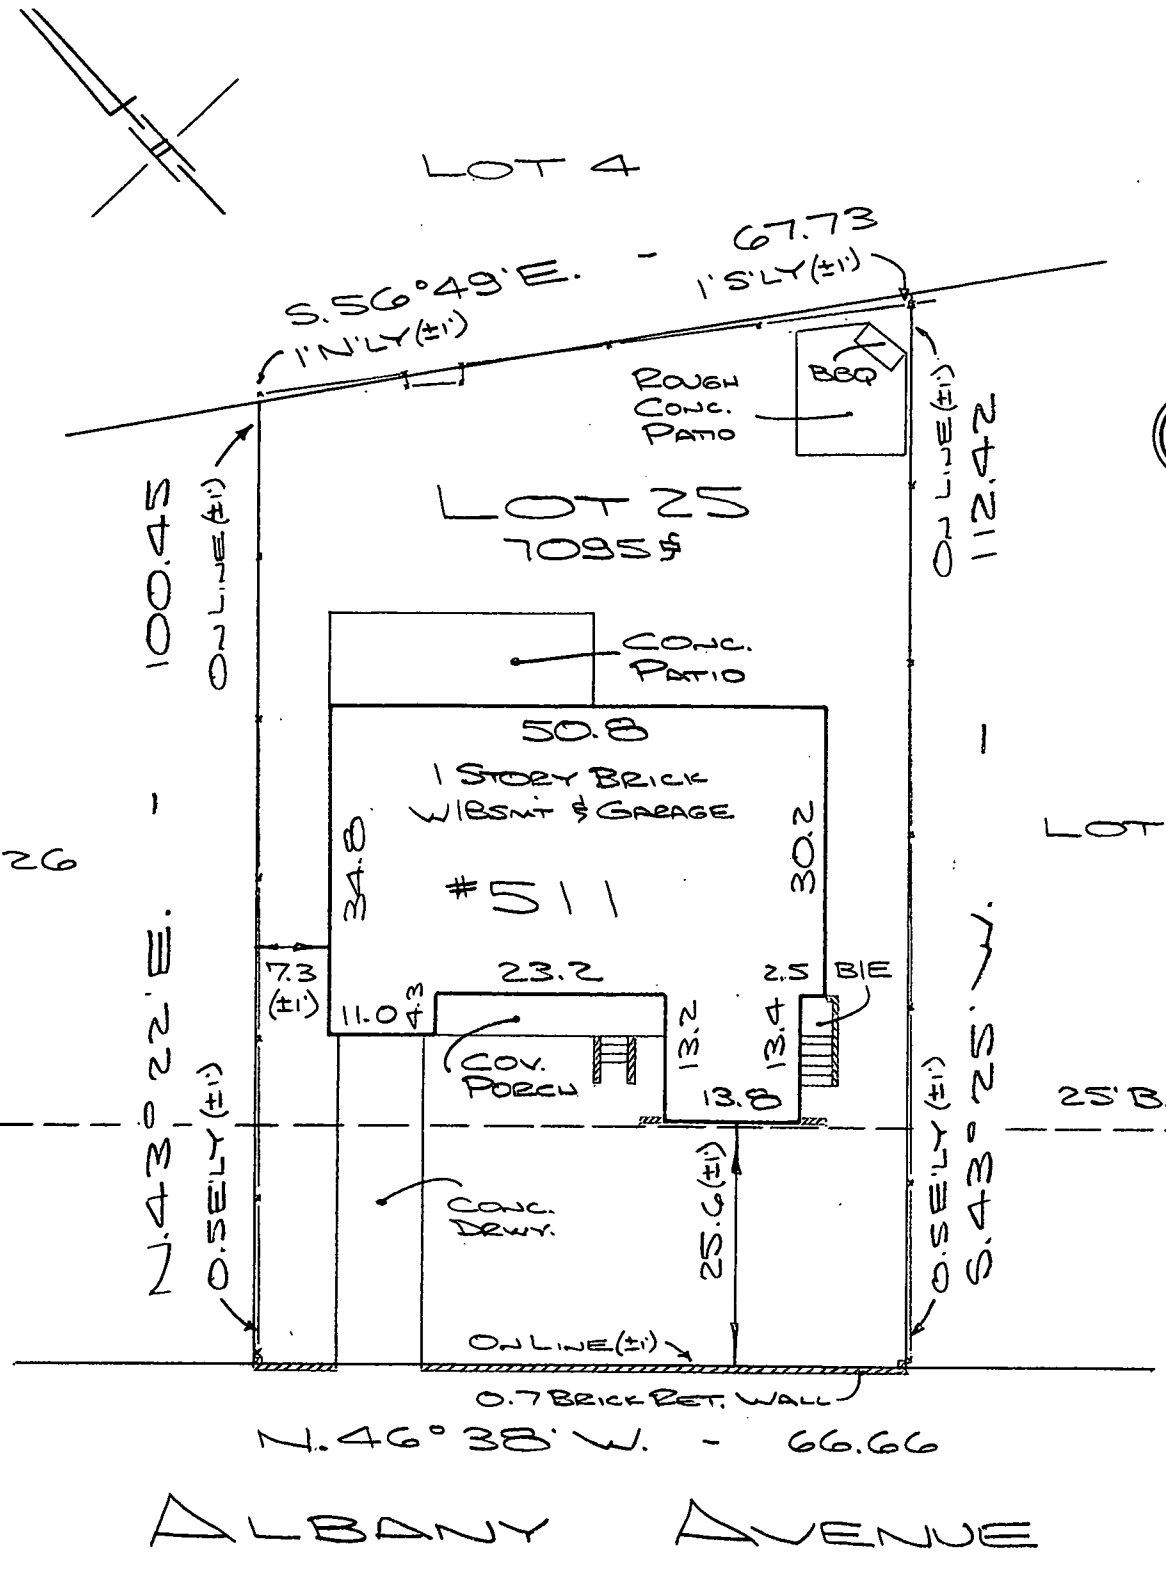 LOT 4
S.56°49'E. - 67.73
1'S'LY(±1')
1'N'LY(±1')
BBQ
ROUGH
CONC.
PATIO
ON LINE(±1')
112.42
100.45
ON LINE(±1')
LOT 25
7095
CONC.
PATIO
50.8
1 STORY BRICK
W/BSMT & GARAGE
34.8
30.2
#511
26
LOT
7.3
(±1')
23.2
2.5
B/E
11.0
4.3
13.2
13.4
COV.
PORCH
13.8
25' B.
N.43°22'E. -
0.5E'LY(±1')
S.43°25'W. -
0.5E'LY(±1')
CONC.
DRWY.
25.6(±1')
ON LINE(±1')
0.7 BRICK RET. WALL
N.46°38'W. - 66.66
ALBANY AVENUE